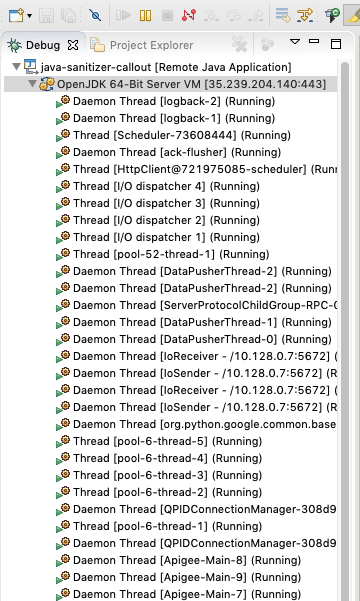 Debug
Project Explorer
java-sanitizer-callout [Remote Java Application]
OpenJDK 64-Bit Server VM [35.239.204.140:443]
Daemon Thread [logback-2] (Running)
Daemon Thread [logback-1] (Running)
Thread [Scheduler-73608444] (Running)
Daemon Thread [ack-flusher] (Running)
Thread [HttpClient@721975085-scheduler] (Runn
Thread [I/O dispatcher 4] (Running)
Thread [I/O dispatcher 3] (Running)
Thread [I/O dispatcher 2] (Running)
Thread [I/O dispatcher 1] (Running)
Thread [pool-52-thread-1] (Running)
Daemon Thread [DataPusherThread-2] (Running)
Daemon Thread [DataPusherThread-2] (Running)
Daemon Thread [ServerProtocolChildGroup-RPC-0
Daemon Thread [DataPusherThread-1] (Running)
Daemon Thread [DataPusherThread-0] (Running)
Daemon Thread [IoReceiver - /10.128.0.7:5672] (Running)
Daemon Thread [IoSender - /10.128.0.7:5672] (Running)
Daemon Thread [IoReceiver - /10.128.0.7:5672] (Running)
Daemon Thread [IoSender - /10.128.0.7:5672] (Running)
Daemon Thread [org.python.google.common.base
Thread [pool-6-thread-5] (Running)
Thread [pool-6-thread-4] (Running)
Thread [pool-6-thread-3] (Running)
Thread [pool-6-thread-2] (Running)
Daemon Thread [QPIDConnectionManager-308d9
Thread [pool-6-thread-1] (Running)
Daemon Thread [QPIDConnectionManager-308d9
Daemon Thread [Apigee-Main-8] (Running)
Daemon Thread [Apigee-Main-9] (Running)
Daemon Thread [Apigee-Main-7] (Running)